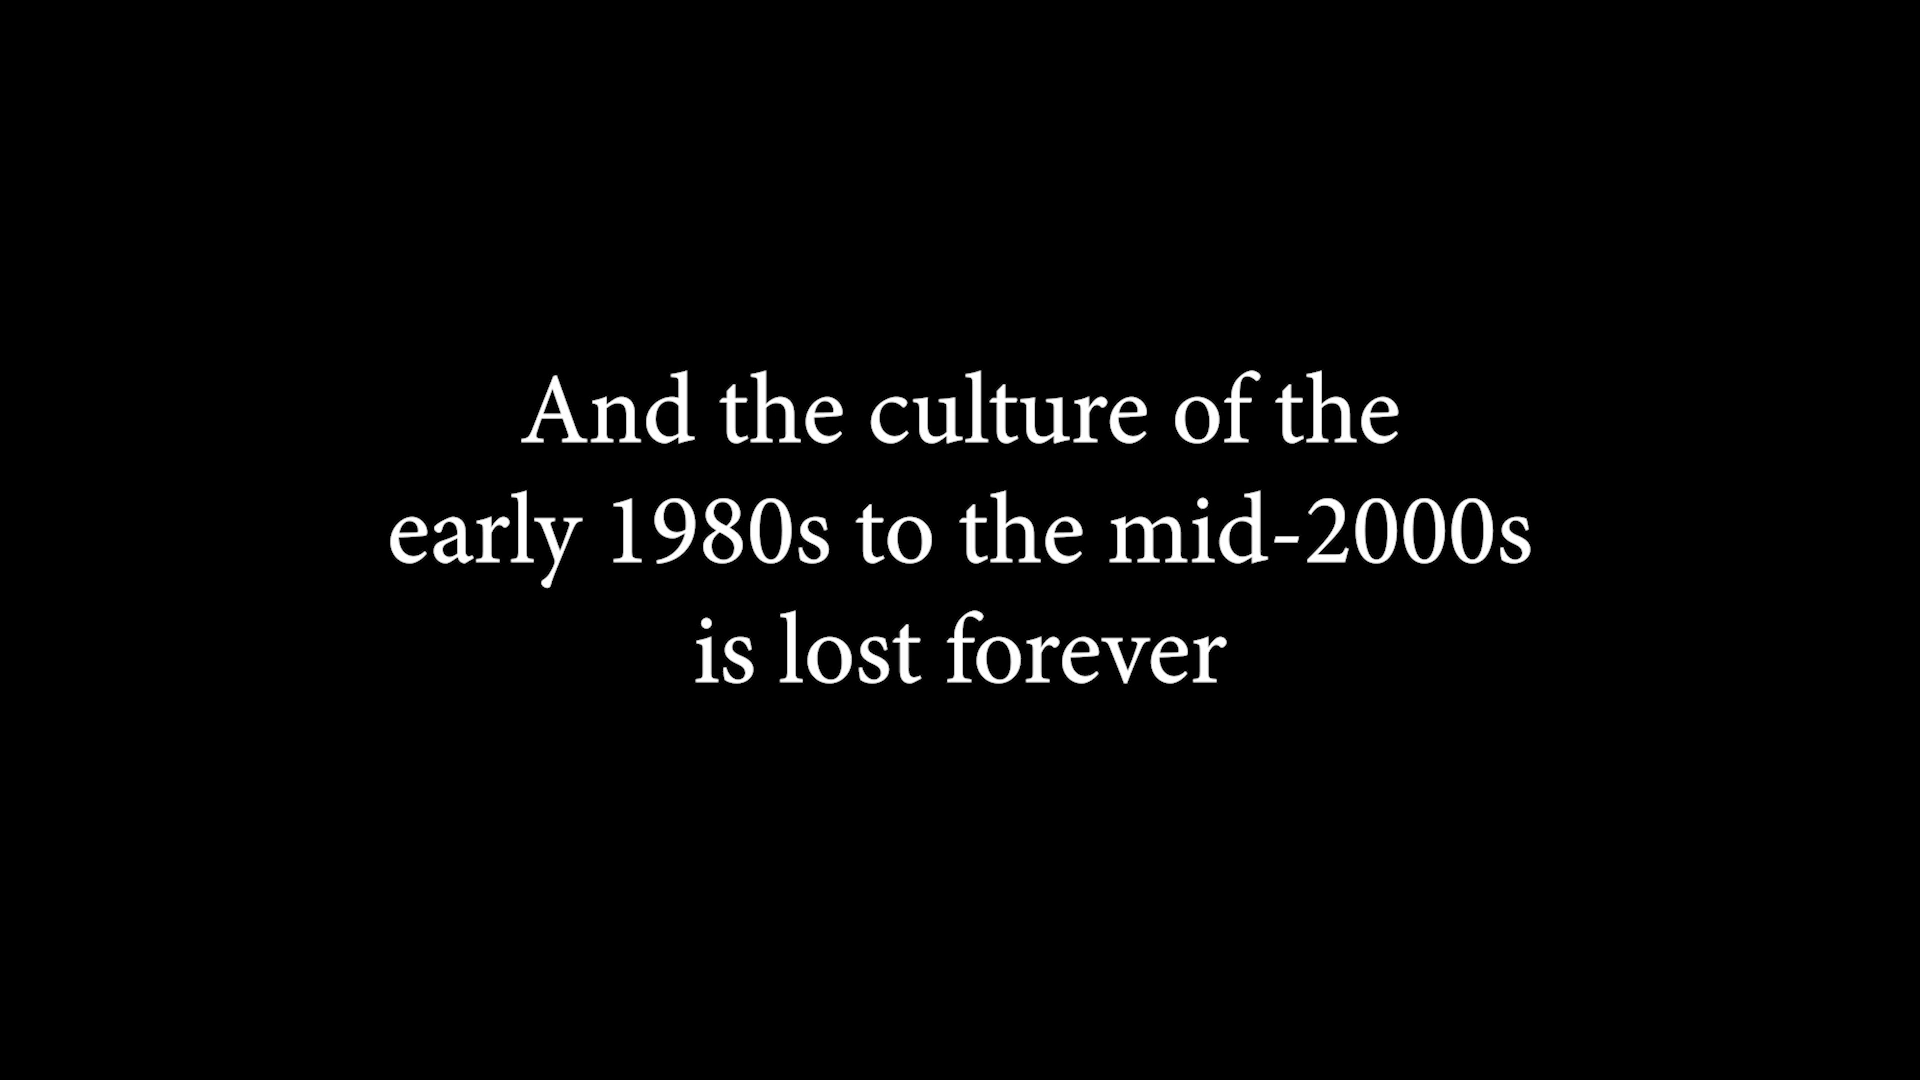 And the culture of the
early 1980s to the mid-2000s
is lost forever